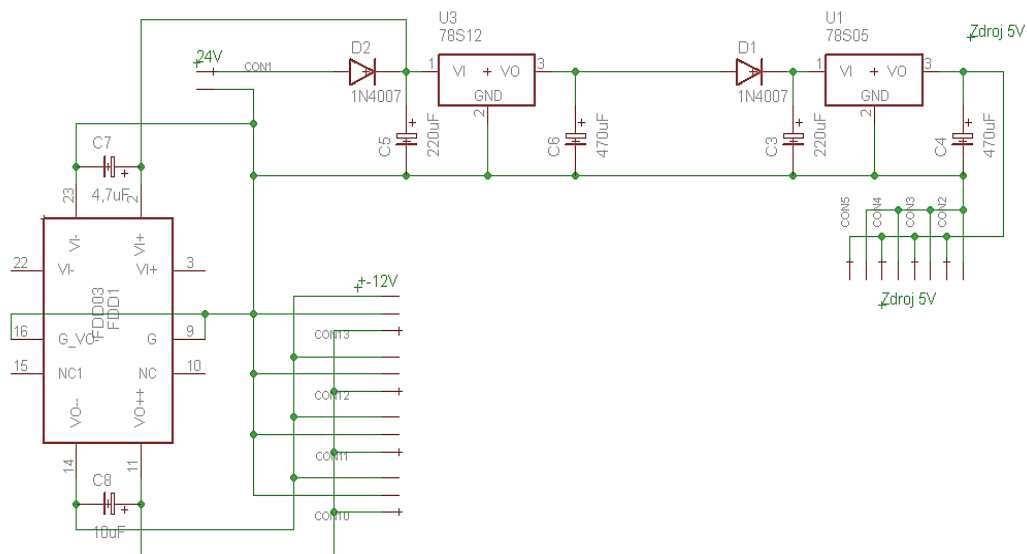 U3
78S12
U1
78S05
Zdroj 5V
24V
CON1
D2
1N4007
1
VI
VO
3
GND
2
D1
1N4007
1
VI
VO
3
GND
2
C5
220uF
C6
470uF
C3
220uF
C4
470uF
C7
4,7uF
23
2
VI-
VI+
22
VI-
VI+
3
FDD03
FDD1
16
G_VO
G
9
15
NC1
NC
10
VO--
VO++
14
11
C8
10uF
+-12V
CON13
CON12
CON11
CON10
CON5
CON4
CON3
CON2
Zdroj 5V